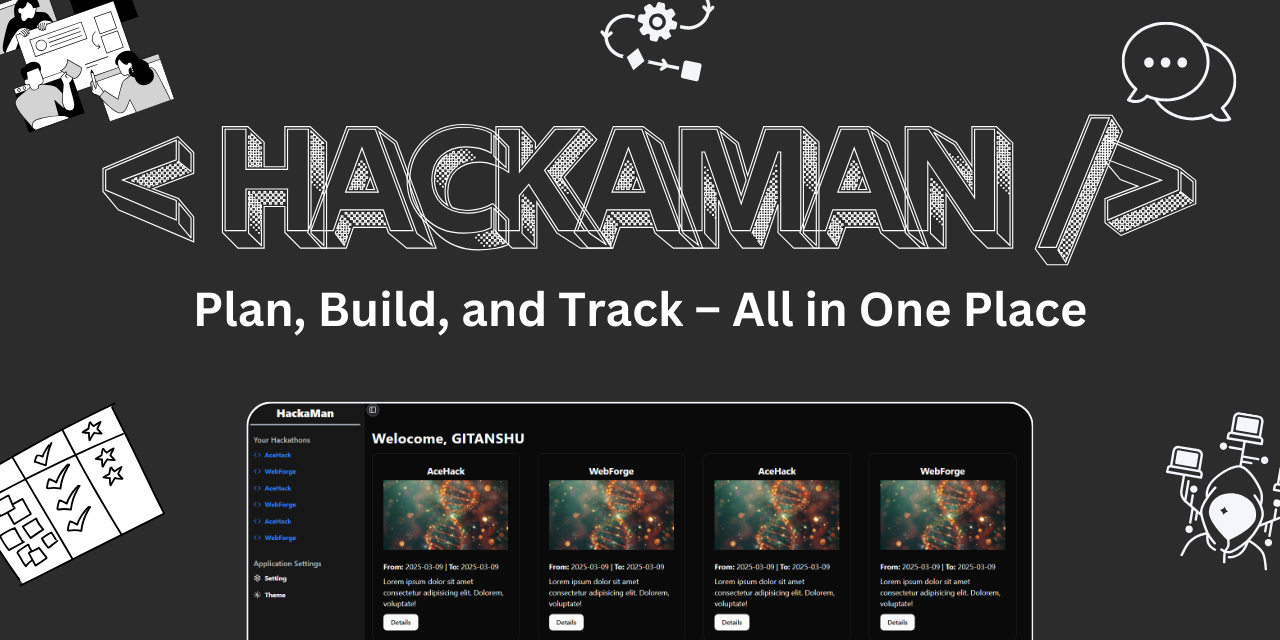 < HACKAMAN />
Plan, Build, and Track – All in One Place
HackaMan
Your Hackathons
AceHack
WebForge
AceHack
WebForge
AceHack
WebForge
Application Settings
Setting
Theme
Welocome, GITANSHU
AceHack
From: 2025-03-09 | To: 2025-03-09
Lorem ipsum dolor sit amet
consectetur adipisicing elit. Dolorem,
voluptate!
Details
WebForge
From: 2025-03-09 | To: 2025-03-09
Lorem ipsum dolor sit amet
consectetur adipisicing elit. Dolorem,
voluptate!
Details
AceHack
From: 2025-03-09 | To: 2025-03-09
Lorem ipsum dolor sit amet
consectetur adipisicing elit. Dolorem,
voluptate!
Details
WebForge
From: 2025-03-09 | To: 2025-03-09
Lorem ipsum dolor sit amet
consectetur adipisicing elit. Dolorem,
voluptate!
Details